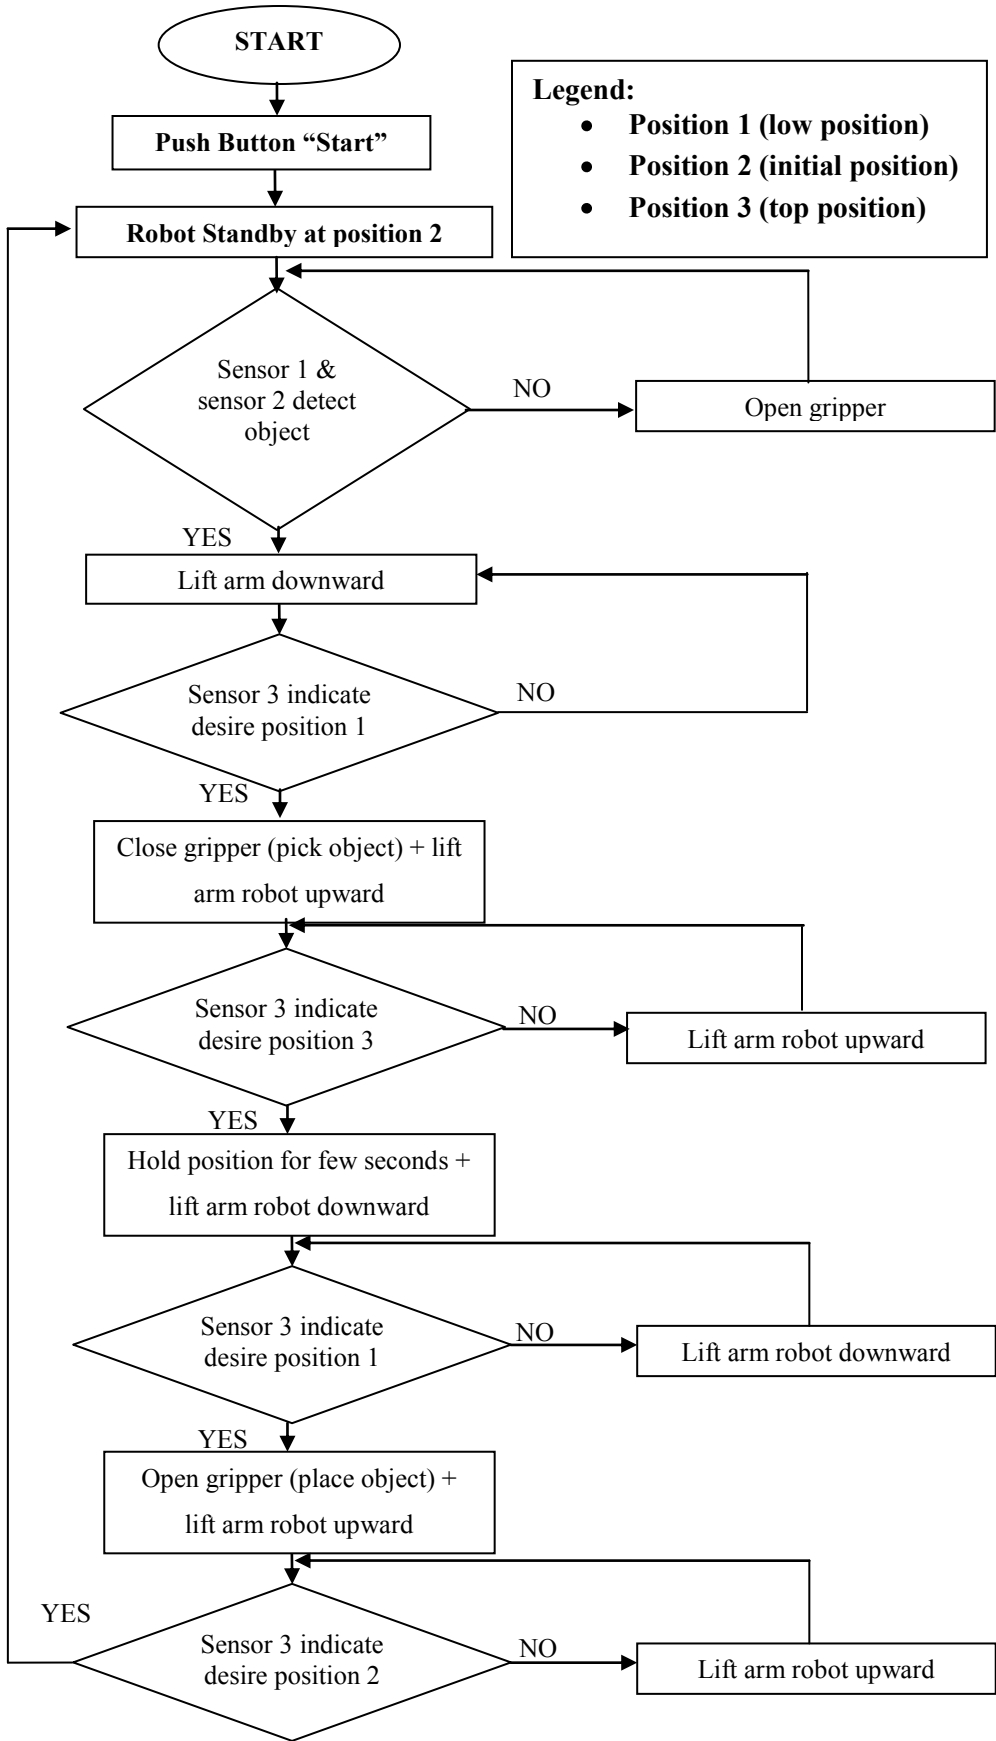 START
Legend:
• Position 1 (low position)
• Position 2 (initial position)
• Position 3 (top position)
Push Button “Start”
Robot Standby at position 2
Sensor 1 &
sensor 2 detect
object
NO
Open gripper
YES
Lift arm downward
Sensor 3 indicate
desire position 1
NO
YES
Close gripper (pick object) + lift
arm robot upward
Sensor 3 indicate
desire position 3
NO
Lift arm robot upward
YES
Hold position for few seconds +
lift arm robot downward
Sensor 3 indicate
desire position 1
NO
Lift arm robot downward
YES
Open gripper (place object) +
lift arm robot upward
YES
Sensor 3 indicate
desire position 2
NO
Lift arm robot upward